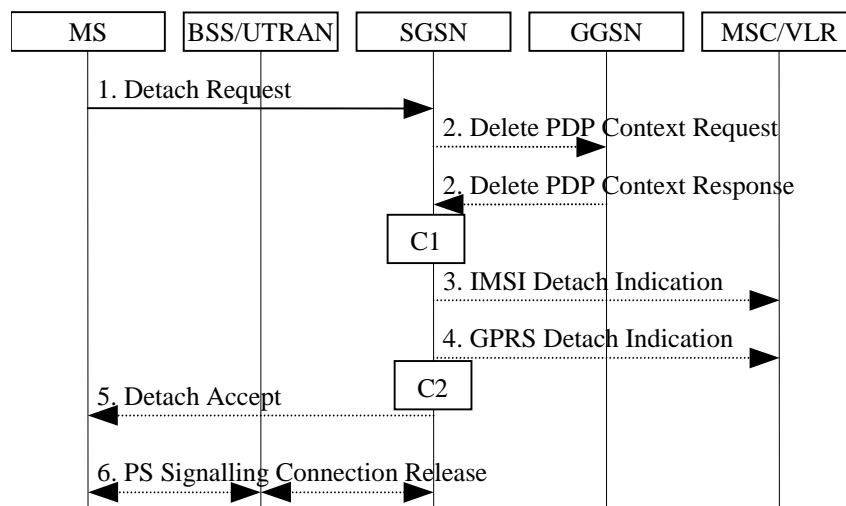 MS
BSS/UTRAN
SGSN
GGSN
MSC/VLR
1. Detach Request
2. Delete PDP Context Request
2. Delete PDP Context Response
C1
3. IMSI Detach Indication
4. GPRS Detach Indication
C2
5. Detach Accept
6. PS Signalling Connection Release